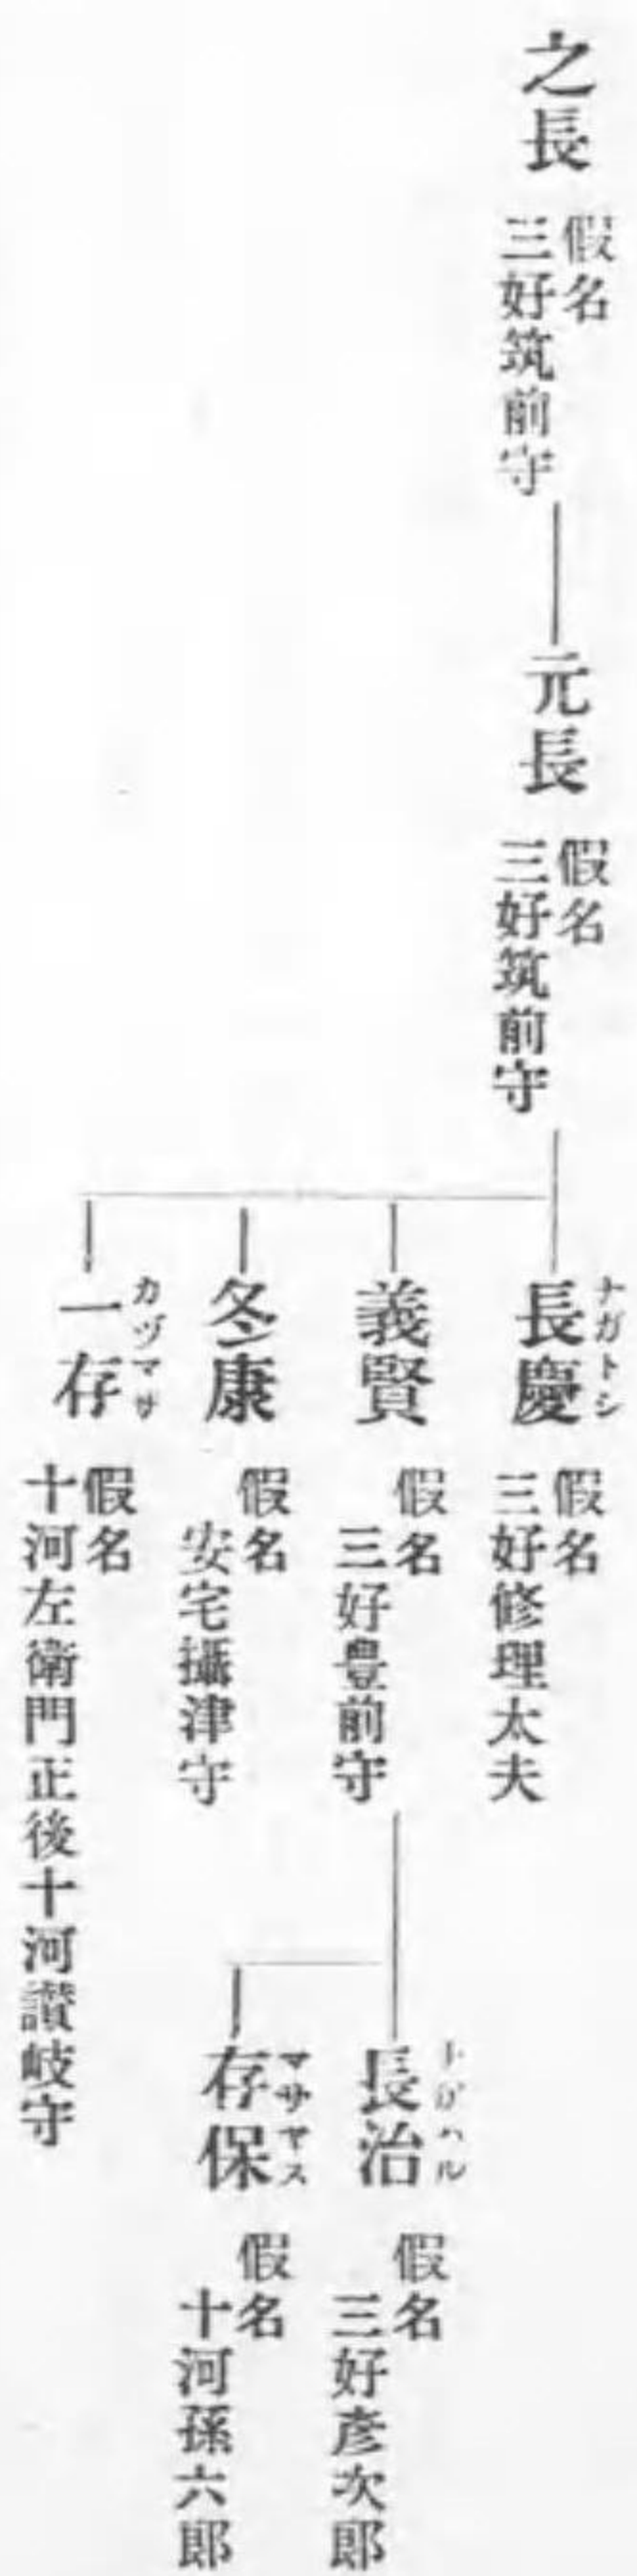 之長
假名
三好筑前守
元長
假名
三好筑前守
長慶
ナガトシ
假名
三好修理太夫
義賢
假名
三好豊前守
長治
ナガハル
假名
三好彦次郎
存保
マサヤス
假名
十河孫六郎
冬康
假名
安宅攝津守
一存
カヅマサ
假名
十河左衛門正後十河讃岐守